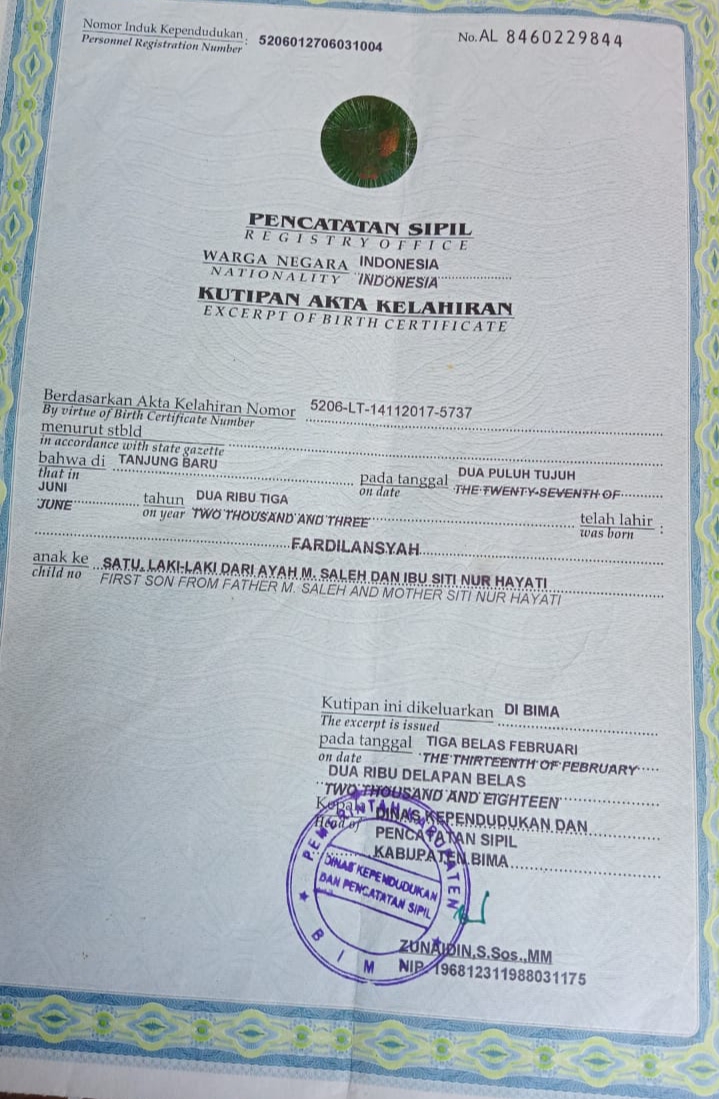 Nomor Induk Kependudukan : 5206012706031004
Personnel Registration Number
No. AL 8460229844
PENCATATAN SIPIL
REGISTRY OFFICE
WARGA NEGARA INDONESIA
NATIONALITY INDONESIA
KUTIPAN AKTA KELAHIRAN
EXCERPT OF BIRTH CERTIFICATE
Berdasarkan Akta Kelahiran Nomor 5206-LT-14112017-5737
By virtue of Birth Certificate Number
menurut stbld
in accordance with state gazette
bahwa di TANJUNG BARU pada tanggal DUA PULUH TUJUH
that in on date THE TWENTY-SEVENTH OF
JUNI tahun DUA RIBU TIGA telah lahir :
JUNE on year TWO THOUSAND AND THREE was born
FARDILANSYAH
anak ke SATU, LAKI-LAKI DARI AYAH M. SALEH DAN IBU SITI NUR HAYATI
child no FIRST SON FROM FATHER M. SALEH AND MOTHER SITI NUR HAYATI
Kutipan ini dikeluarkan DI BIMA
The excerpt is issued
pada tanggal TIGA BELAS FEBRUARI
on date THE THIRTEENTH OF FEBRUARY
DUA RIBU DELAPAN BELAS
TWO THOUSAND AND EIGHTEEN
Kepala DINAS KEPENDUDUKAN DAN
Head of PENCATATAN SIPIL
KABUPATEN BIMA
PEMERINTAH KABUPATEN
DINAS KEPENDUDUKAN
DAN PENCATATAN SIPIL
BIMA
ZUNAIDIN,S.Sos.,MM
NIP. 196812311988031175